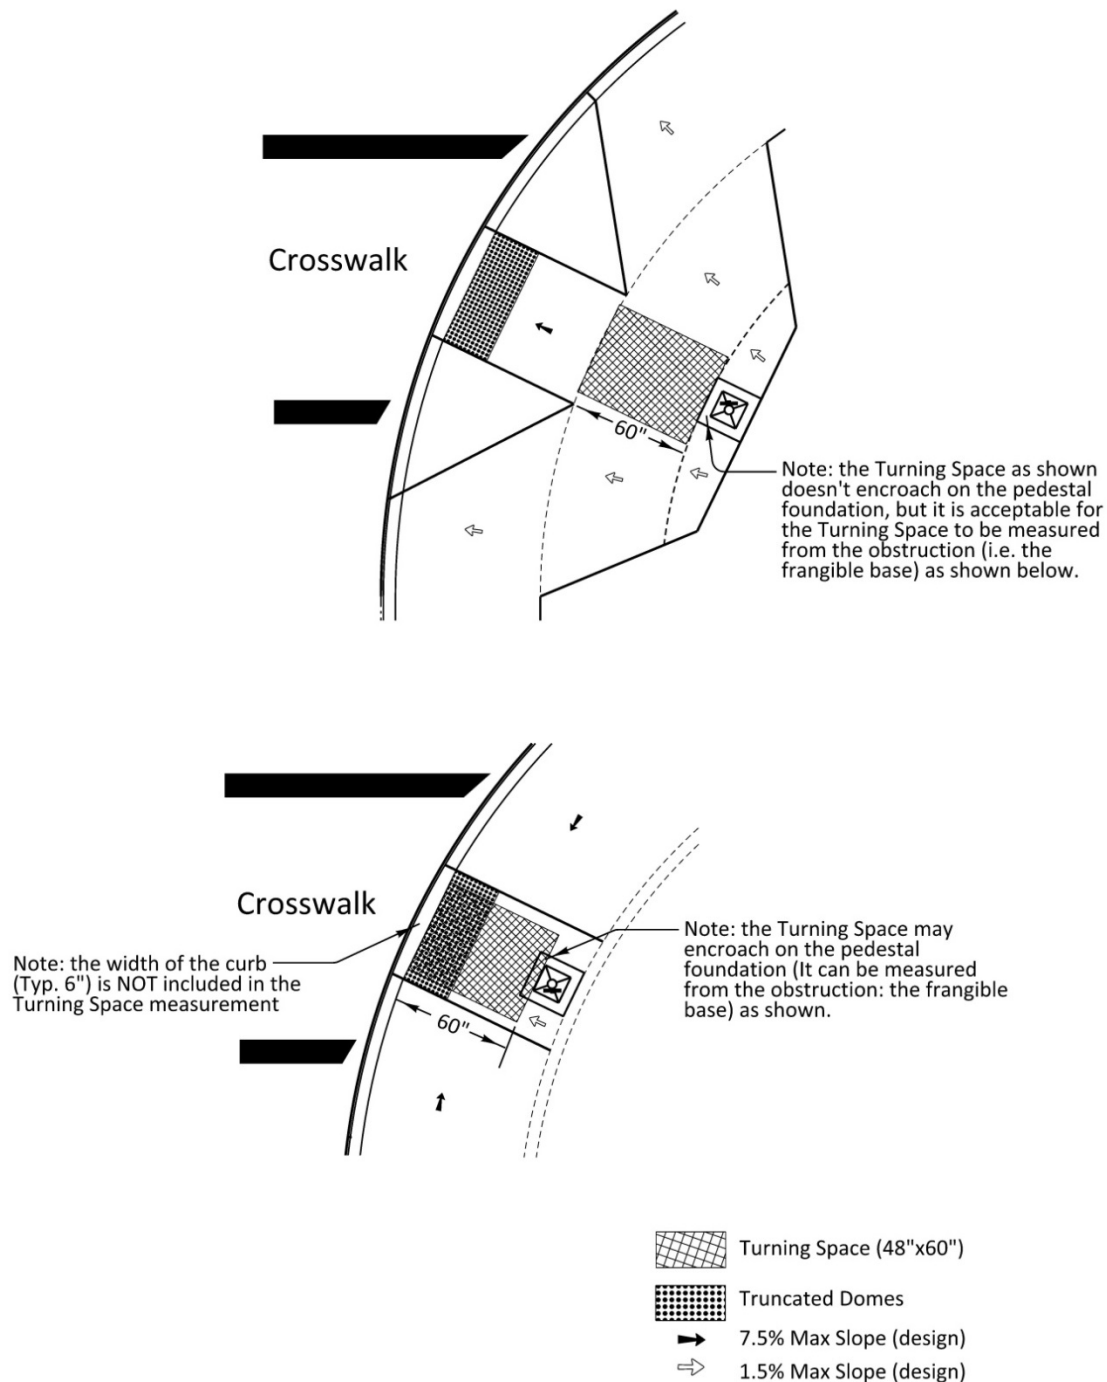 Crosswalk
60"
Note: the Turning Space as shown
doesn't encroach on the pedestal
foundation, but it is acceptable for
the Turning Space to be measured
from the obstruction (i.e. the
frangible base) as shown below.
Crosswalk
Note: the width of the curb
(Typ. 6") is NOT included in the
Turning Space measurement
60"
Note: the Turning Space may
encroach on the pedestal
foundation (It can be measured
from the obstruction: the frangible
base) as shown.
Turning Space (48"x60")
Truncated Domes
7.5% Max Slope (design)
1.5% Max Slope (design)